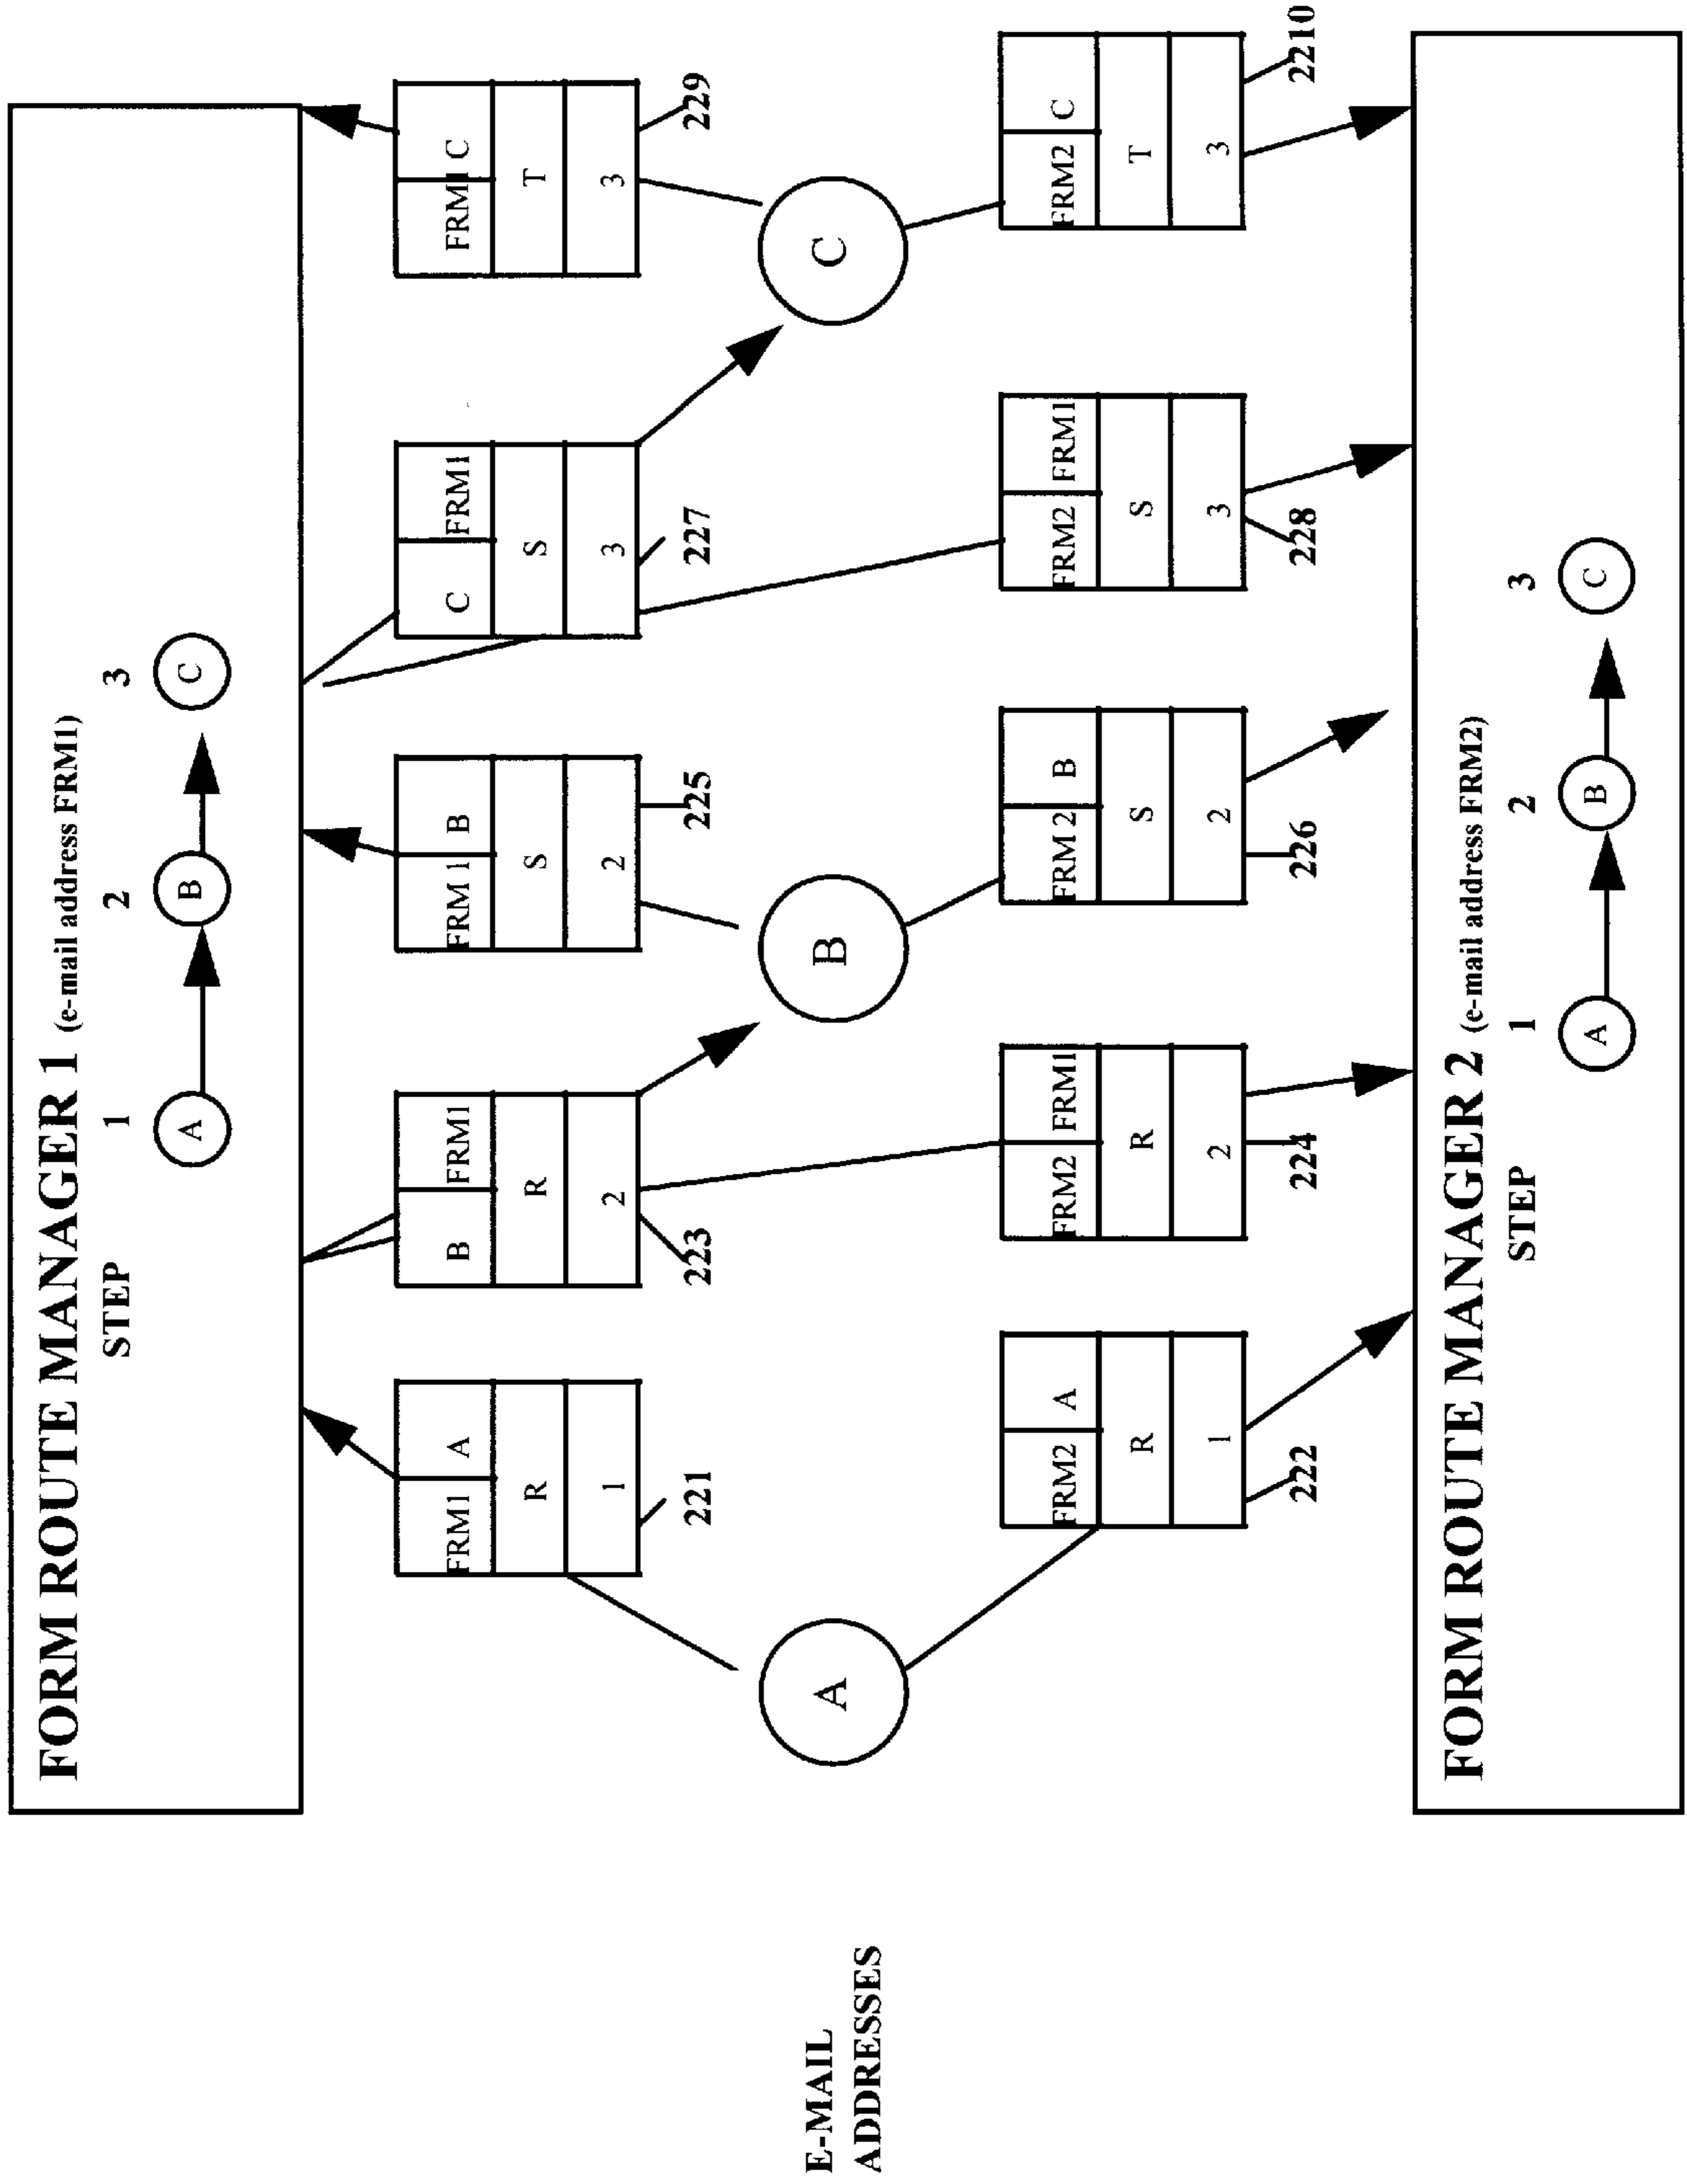 FORM ROUTE MANAGER 1 (e-mail address FRM1)
STEP 1 2 3
A B C
FRM1 A
R
1
221
B FRM1
R
2
223
FRM 1 B
S
2
225
C FRM1
S
3
227
FRM1 C
T
3
229
E-MAIL
ADDRESSES
A B C
FRM2 A
R
1
222
FRM2 FRM1
R
2
224
FRM 2 B
S
2
226
FRM2 FRM1
S
3
228
FRM2 C
T
3
2210
FORM ROUTE MANAGER 2 (e-mail address FRM2)
STEP 1 2 3
A B C